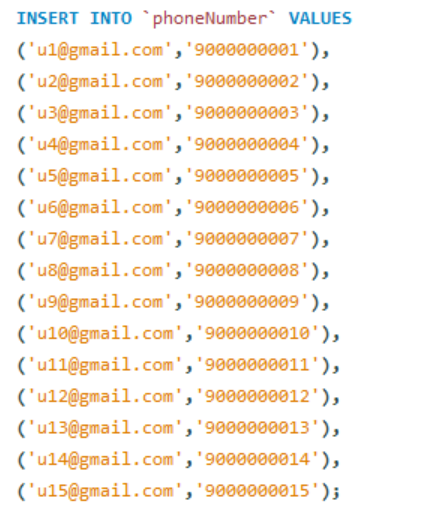 INSERT INTO `phoneNumber` VALUES
('u1@gmail.com','9000000001'),
('u2@gmail.com','9000000002'),
('u3@gmail.com','9000000003'),
('u4@gmail.com','9000000004'),
('u5@gmail.com','9000000005'),
('u6@gmail.com','9000000006'),
('u7@gmail.com','9000000007'),
('u8@gmail.com','9000000008'),
('u9@gmail.com','9000000009'),
('u10@gmail.com','9000000010'),
('u11@gmail.com','9000000011'),
('u12@gmail.com','9000000012'),
('u13@gmail.com','9000000013'),
('u14@gmail.com','9000000014'),
('u15@gmail.com','9000000015');